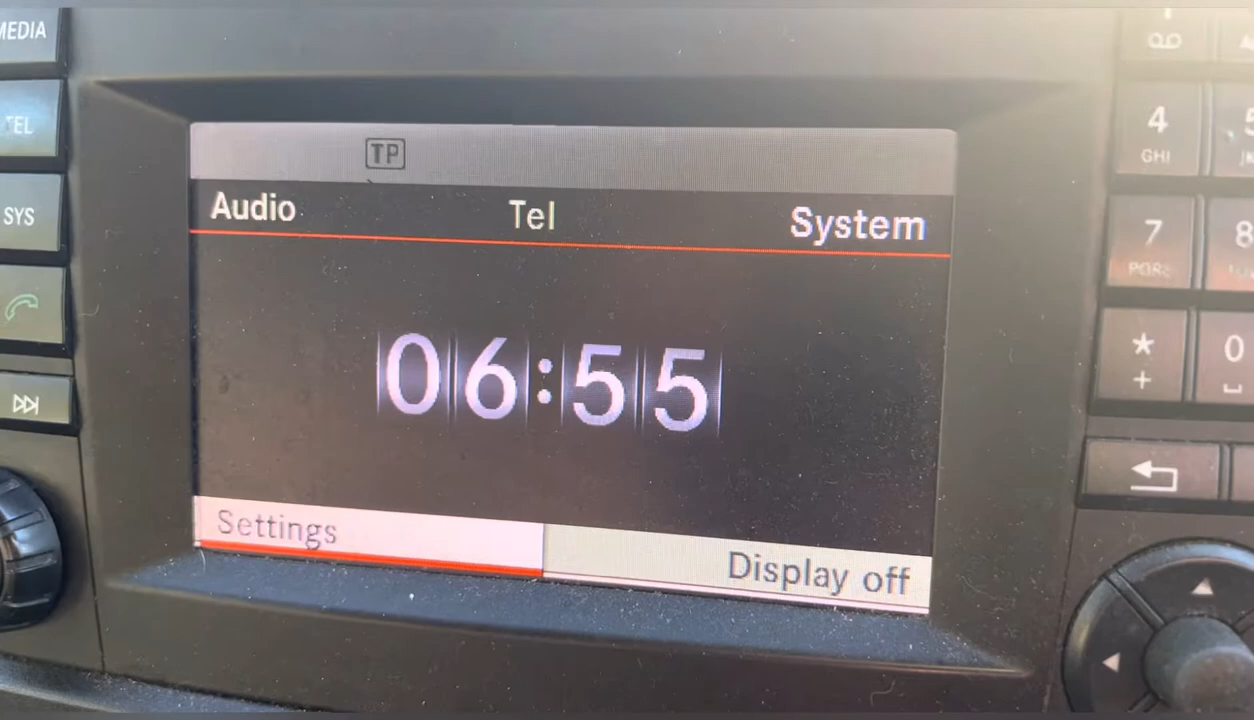 MEDIA
TEL
SYS
TP
Audio Tel System
06:55
Settings
Display off
4
GHI
5
7
PQRS
8
*
+
0